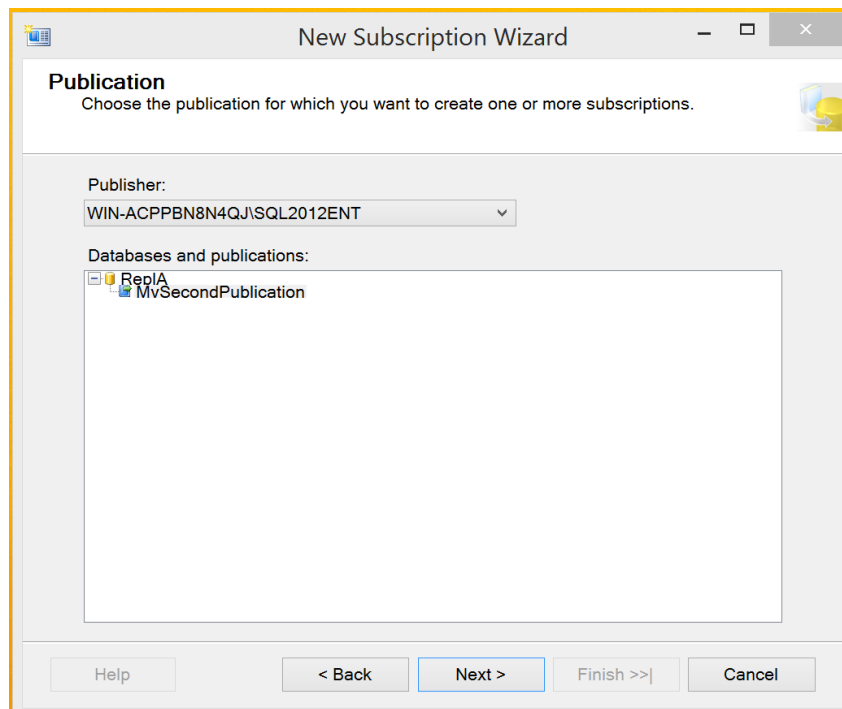 New Subscription Wizard
Publication
Choose the publication for which you want to create one or more subscriptions.
Publisher:
WIN-ACPPBN8N4QJ\SQL2012ENT
Databases and publications:
ReplA
MySecondPublication
Help
< Back
Next >
Finish >>|
Cancel